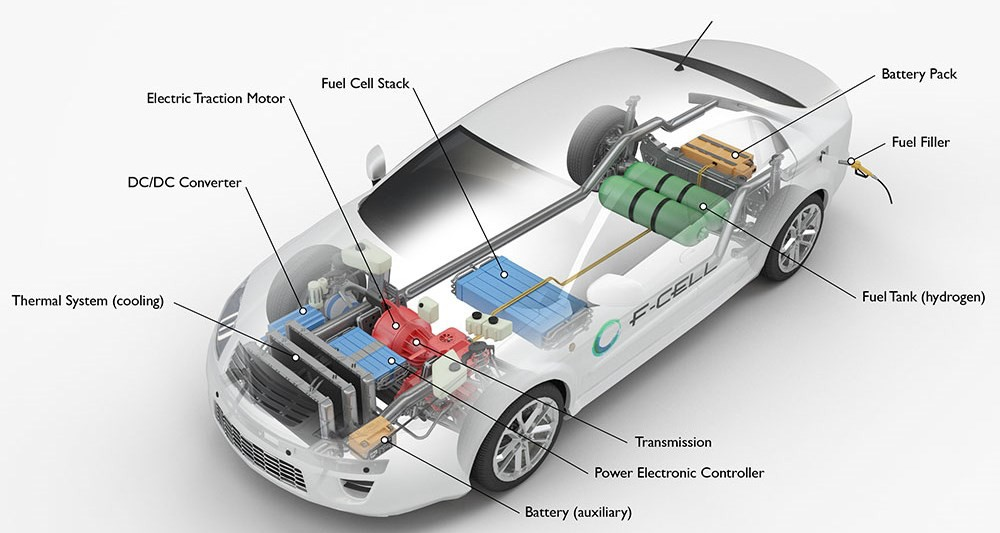 Battery Pack
Fuel Cell Stack
Electric Traction Motor
Fuel Filler
DC/DC Converter
F-CELL
Thermal System (cooling)
Fuel Tank (hydrogen)
Transmission
Power Electronic Controller
Battery (auxiliary)